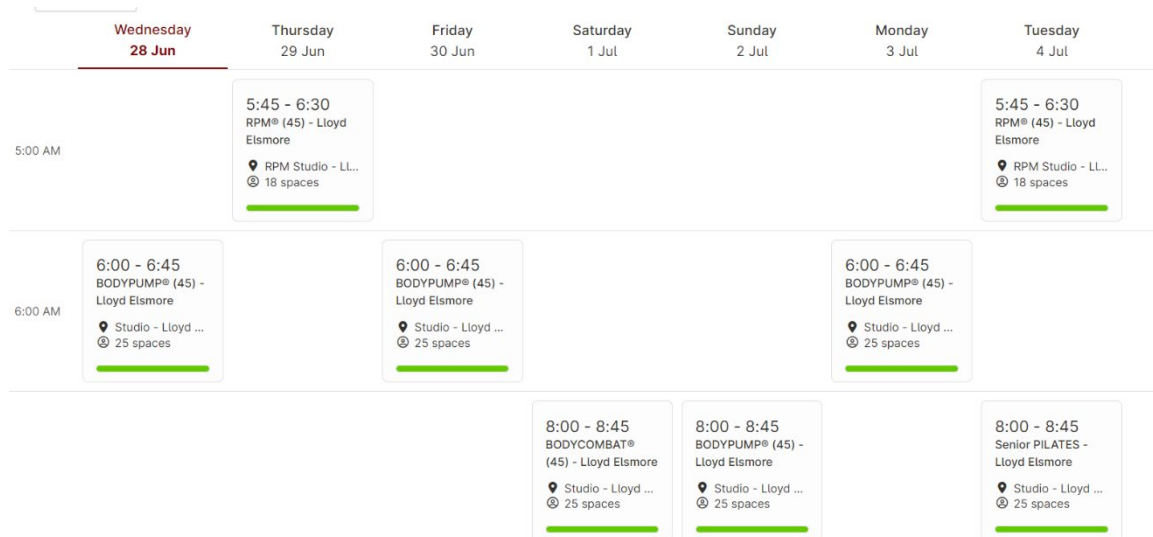 Wednesday
28 Jun
Thursday
29 Jun
Friday
30 Jun
Saturday
1 Jul
Sunday
2 Jul
Monday
3 Jul
Tuesday
4 Jul
5:00 AM
5:45 - 6:30
RPM® (45) - Lloyd
Elsmore
RPM Studio - Ll...
18 spaces
5:45 - 6:30
RPM® (45) - Lloyd
Elsmore
RPM Studio - Ll...
18 spaces
6:00 AM
6:00 - 6:45
BODYPUMP® (45) -
Lloyd Elsmore
Studio - Lloyd ...
25 spaces
6:00 - 6:45
BODYPUMP® (45) -
Lloyd Elsmore
Studio - Lloyd ...
25 spaces
6:00 - 6:45
BODYPUMP® (45) -
Lloyd Elsmore
Studio - Lloyd ...
25 spaces
8:00 - 8:45
BODYCOMBAT®
(45) - Lloyd Elsmore
Studio - Lloyd ...
25 spaces
8:00 - 8:45
BODYPUMP® (45) -
Lloyd Elsmore
Studio - Lloyd ...
25 spaces
8:00 - 8:45
Senior PILATES -
Lloyd Elsmore
Studio - Lloyd ...
25 spaces